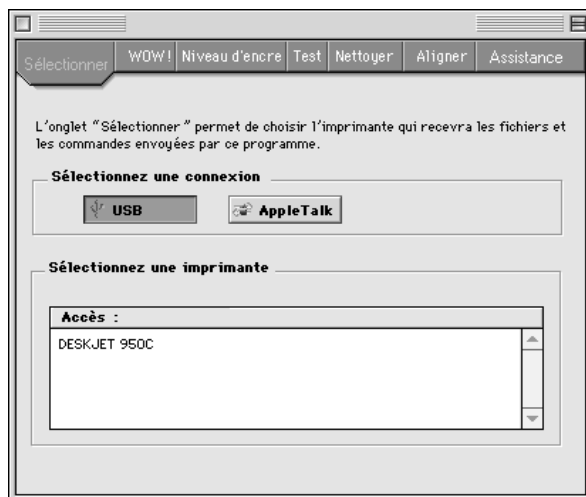 Sélectionner WOW! Niveau d'encre Test Nettoyer Aligner Assistance
L'onglet "Sélectionner" permet de choisir l'imprimante qui recevra les fichiers et
les commandes envoyées par ce programme.
Sélectionnez une connexion
USB AppleTalk
Sélectionnez une imprimante
Accès :
DESKJET 950C